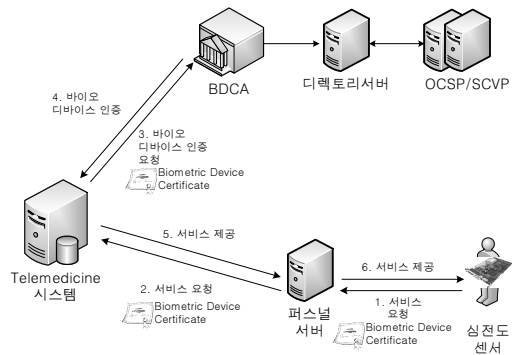 BDCA
디렉토리서버
OCSP/SCVP
4. 바이오
디바이스 인증
3. 바이오
디바이스 인증
요청
Biometric Device
Certificate
Telemedicine
시스템
5. 서비스 제공
2. 서비스 요청
Biometric Device
Certificate
퍼스널
서버
6. 서비스 제공
1. 서비스
요청
Biometric Device
Certificate
심전도
센서